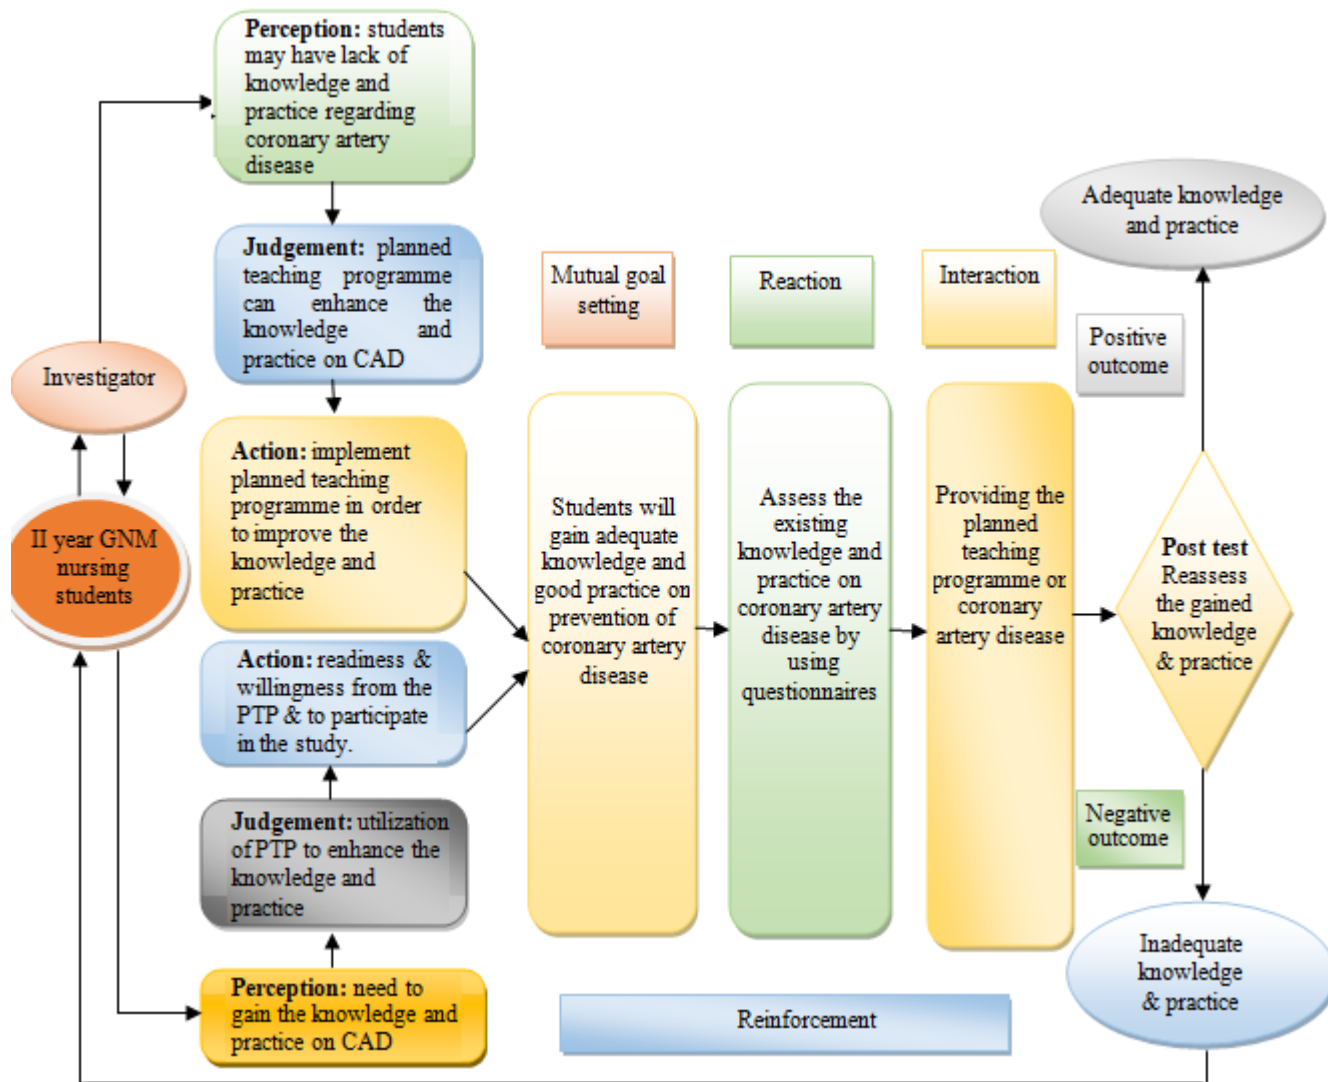 Perception: students
may have lack of
knowledge and
practice regarding
coronary artery
disease
Judgement: planned
teaching programme
can enhance the
knowledge and
practice on CAD
Action: implement
planned teaching
programme in order
to improve the
knowledge and
practice
Action: readiness &
willingness from the
PTP & to participate
in the study.
Judgement: utilization
of PTP to enhance the
knowledge and
practice
Perception: need to
gain the knowledge and
practice on CAD
Investigator
II year GNM
nursing
students
Mutual goal
setting
Students will
gain adequate
knowledge and
good practice on
prevention of
coronary artery
disease
Reaction
Assess the
existing
knowledge and
practice on
coronary artery
disease by
using
questionnaires
Interaction
Providing the
planned
teaching
programme or
coronary
artery disease
Reinforcement
Adequate knowledge
and practice
Positive
outcome
Post test
Reassess
the gained
knowledge
& practice
Negative
outcome
Inadequate
knowledge
& practice